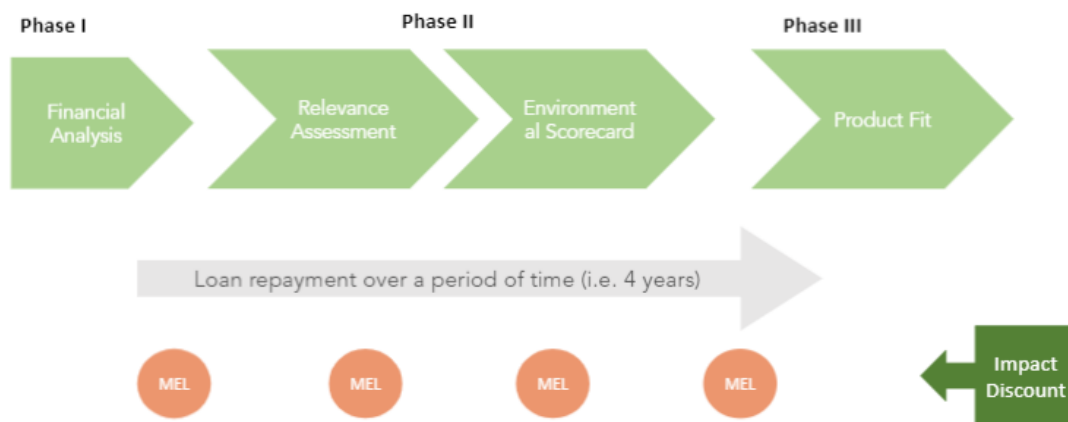 Phase I
Phase II
Phase III
Financial
Analysis
Relevance
Assessment
Environment
al Scorecard
Product Fit
Loan repayment over a period of time (i.e. 4 years)
MEL
MEL
MEL
MEL
Impact
Discount